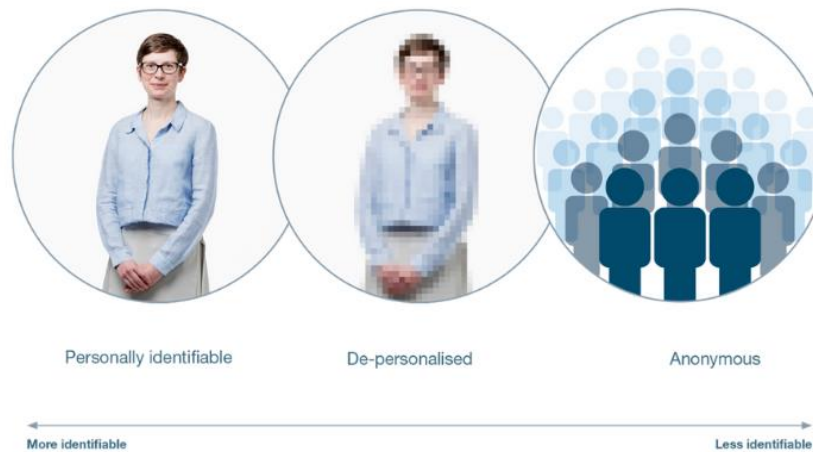 Personally identifiable
De-personalised
Anonymous
More identifiable
Less identifiable